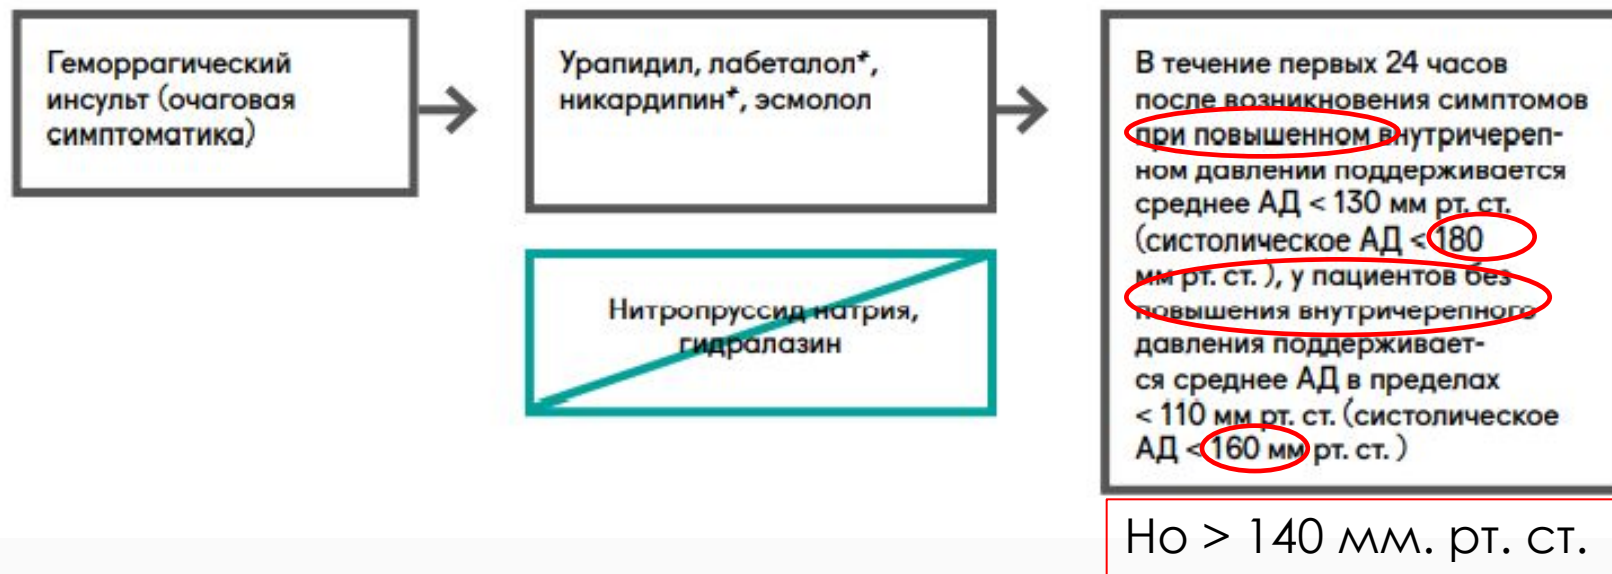 Геморрагический
инсульт (очаговая
симптоматика)
Урапидил, лабеталол*,
никардипин*, эсмолол
Нитропруссид натрия,
гидралазин
В течение первых 24 часов
после возникновения симптомов
при повышенном внутричереп-
ном давлении поддерживается
среднее АД < 130 мм рт. ст.
(систолическое АД < 180
мм рт. ст. ), у пациентов без
повышения внутричерепного
давления поддерживает-
ся среднее АД в пределах
< 110 мм рт. ст. (систолическое
АД < 160 мм рт. ст. )
Но > 140 мм. рт. ст.